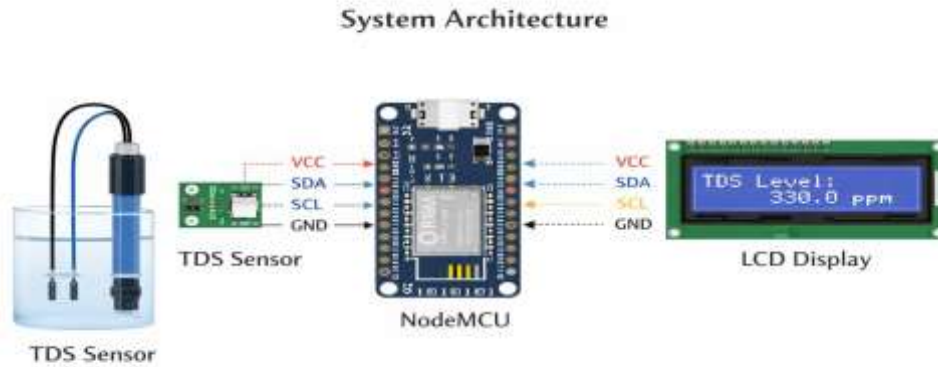 System Architecture
VCC
SDA
SCL
GND
TDS Sensor
TDS Sensor
NodeMCU
VCC
SDA
SCL
GND
TDS Level:
330.0 ppm
LCD Display